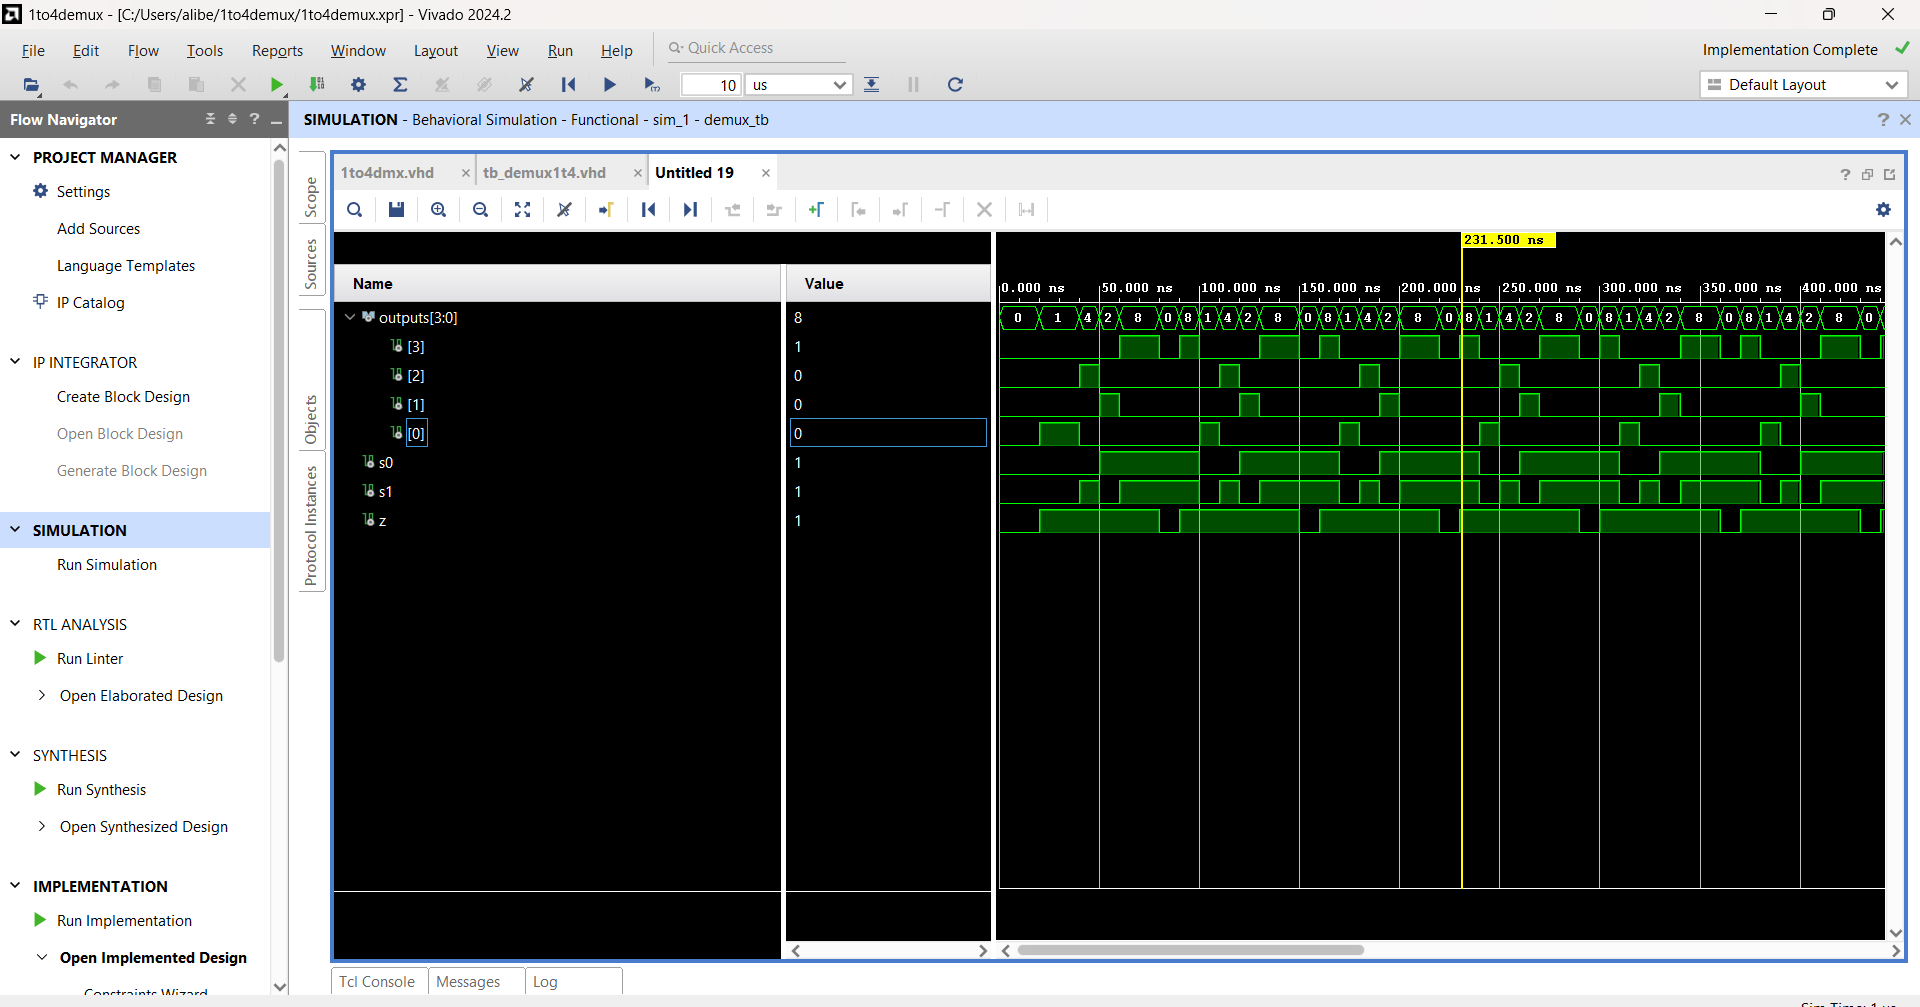 1to4demux - [C:/Users/alibe/1to4demux/1to4demux.xpr] - Vivado 2024.2
File Edit Flow Tools Reports Window Layout View Run Help Quick Access
Implementation Complete
10 us
Default Layout
Flow Navigator
SIMULATION - Behavioral Simulation - Functional - sim_1 - demux_tb
PROJECT MANAGER
Settings
Add Sources
Language Templates
IP Catalog
IP INTEGRATOR
Create Block Design
Open Block Design
Generate Block Design
SIMULATION
Run Simulation
RTL ANALYSIS
Run Linter
Open Elaborated Design
SYNTHESIS
Run Synthesis
Open Synthesized Design
IMPLEMENTATION
Run Implementation
Open Implemented Design
Constraints Wizard
Scope
Sources
Objects
Protocol Instances
1to4dmx.vhd tb_demux1t4.vhd Untitled 19
231.500 ns
Name Value
0.000 ns 50.000 ns 100.000 ns 150.000 ns 200.000 ns 250.000 ns 300.000 ns 350.000 ns 400.000 ns
outputs[3:0] 8 0 1 4 2 8 0 8 1 4 2 8 0 8 1 4 2 8 0 8 1 4 2 8 0 8 1 4 2 8 0 8 1 4 2 8 0
[3] 1
[2] 0
[1] 0
[0] 0
s0 1
s1 1
z 1
Tcl Console Messages Log